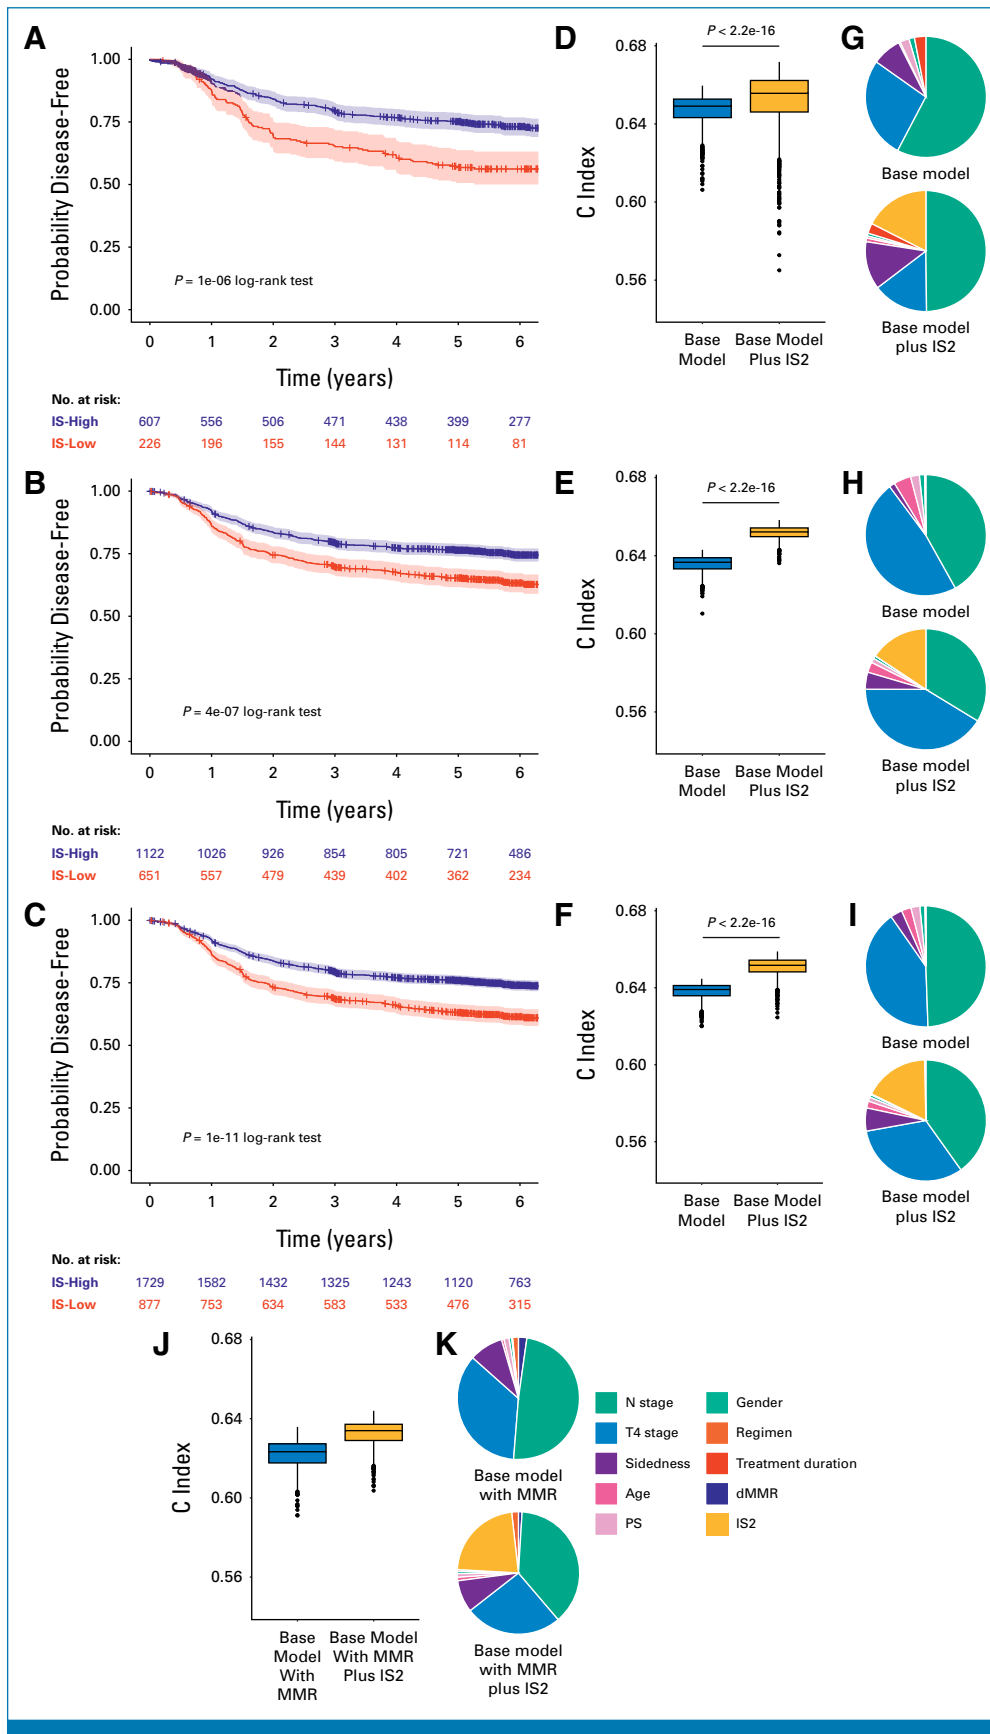 A
Probability Disease-Free
1.00
0.75
0.50
0.25
0.00
P = 1e-06 log-rank test
0 1 2 3 4 5 6
Time (years)
No. at risk:
IS-High 607 556 506 471 438 399 277
IS-Low 226 196 155 144 131 114 81
D
C Index
0.68
0.64
0.60
0.56
P < 2.2e-16
Base Model
Base Model Plus IS2
G
Base model
Base model
plus IS2
B
Probability Disease-Free
1.00
0.75
0.50
0.25
0.00
P = 4e-07 log-rank test
0 1 2 3 4 5 6
Time (years)
No. at risk:
IS-High 1122 1026 926 854 805 721 486
IS-Low 651 557 479 439 402 362 234
E
C Index
0.68
0.64
0.60
0.56
P < 2.2e-16
Base Model
Base Model Plus IS2
H
Base model
Base model
plus IS2
C
Probability Disease-Free
1.00
0.75
0.50
0.25
0.00
P = 1e-11 log-rank test
0 1 2 3 4 5 6
Time (years)
No. at risk:
IS-High 1729 1582 1432 1325 1243 1120 763
IS-Low 877 753 634 583 533 476 315
F
C Index
0.68
0.64
0.60
0.56
P < 2.2e-16
Base Model
Base Model Plus IS2
I
Base model
Base model
plus IS2
J
C Index
0.68
0.64
0.60
0.56
Base
Model
With
MMR
Base Model
With MMR
Plus IS2
K
Base model
with MMR
Base model
with MMR
plus IS2
N stage
T4 stage
Sidedness
Age
PS
Gender
Regimen
Treatment duration
dMMR
IS2